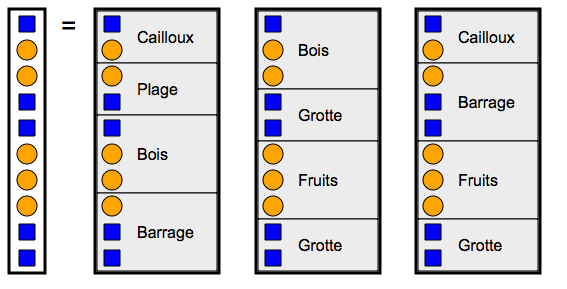 =
Cailloux
Plage
Bois
Barrage
Bois
Grotte
Fruits
Grotte
Cailloux
Barrage
Fruits
Grotte